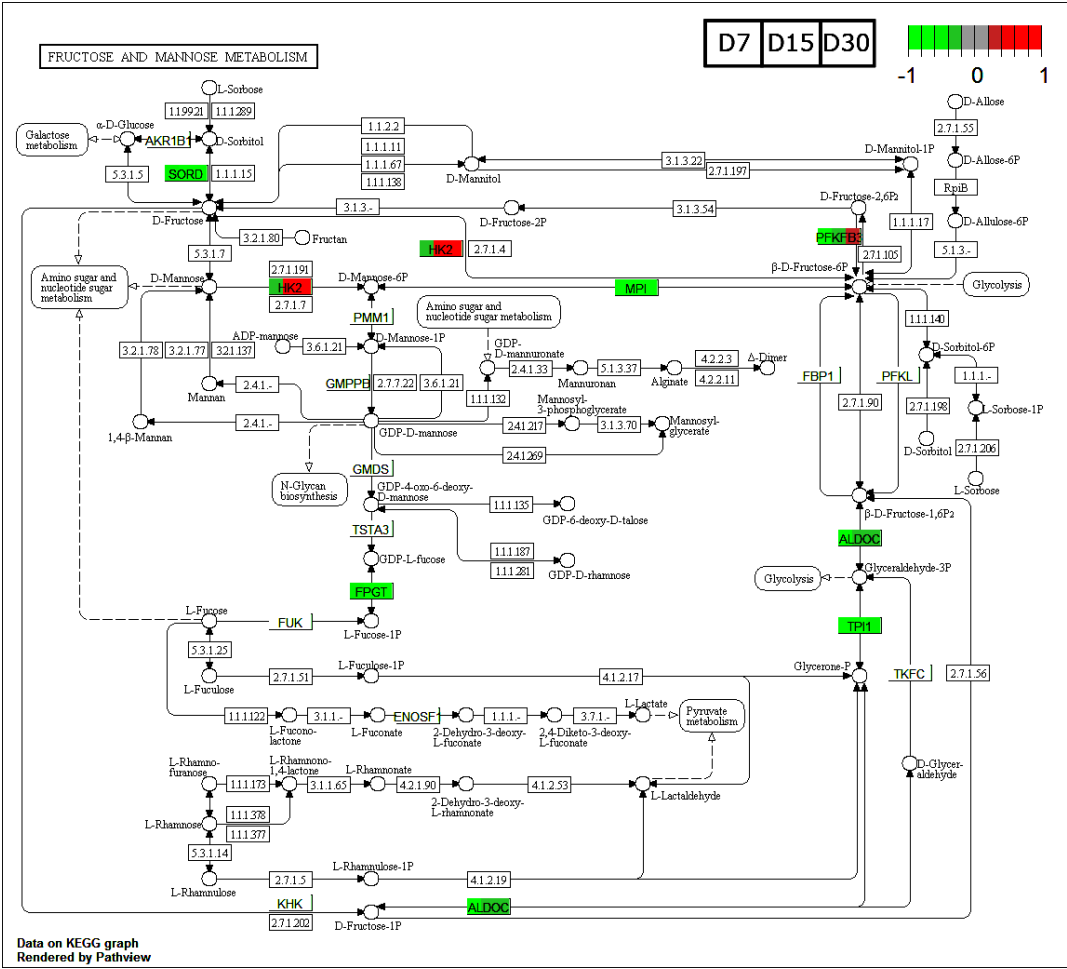 D7 D15 D30
-1 0 1
FRUCTOSE AND MANNOSE METABOLISM
L-Sorbose
1.1.99.21 1.1.1.289
α-D-Glucose
Galactose
metabolism
AKR1B1
D-Sorbitol
5.3.1.5
SORD
1.1.1.15
1.1.2.2
1.1.1.11
1.1.1.67
1.1.1.138
D-Mannitol
3.1.3.22
2.7.1.197
D-Mannitol-1P
D-Allose
2.7.1.55
D-Allose-6P
RpiB
D-Allulose-6P
5.1.3.-
1.1.1.17
D-Fructose
3.1.3.-
D-Fructose-2P
3.1.3.54
D-Fructose-2,6P2
3.2.1.80
Fructan
5.3.1.7
HK2
2.7.1.4
PFKFB3
2.7.1.105
β-D-Fructose-6P
Glycolysis
Amino sugar and
nucleotide sugar
metabolism
D-Mannose
2.7.1.191
HK2
2.7.1.7
D-Mannose-6P
MPI
PMM1
Amino sugar and
nucleotide sugar metabolism
ADP-mannose
3.6.1.21
D-Mannose-1P
GDP-
D-mannuronate
3.2.1.78
3.2.1.77
3.2.1.137
GMPPB
2.7.7.22
3.6.1.21
1.1.1.132
2.4.1.33
Mannuronan
5.1.3.37
Alginate
4.2.2.3
4.2.2.11
Δ-Dimer
Mannan
2.4.1.-
1,4-β-Mannan
2.4.1.-
GDP-D-mannose
2.4.1.217
Mannosyl-
3-phosphoglycerate
3.1.3.70
Mannosyl-
glycerate
2.4.1.269
FBP1
2.7.1.90
PFKL
1.1.1.140
D-Sorbitol-6P
2.7.1.198
D-Sorbitol
1.1.1.-
L-Sorbose-1P
2.7.1.206
L-Sorbose
N-Glycan
biosynthesis
GMDS
GDP-4-oxo-6-deoxy-
D-mannose
1.1.1.135
GDP-6-deoxy-D-talose
β-D-Fructose-1,6P2
TSTA3
1.1.1.187
1.1.1.281
GDP-D-rhamnose
GDP-L-fucose
ALDOC
Glyceraldehyde-3P
Glycolysis
FPGT
L-Fucose
FUK
L-Fucose-1P
TPI1
5.3.1.25
L-Fuculose
2.7.1.51
L-Fuculose-1P
4.1.2.17
Glycerone-P
TKFC
2.7.1.56
1.1.1.122
L-Fucono-
lactone
3.1.1.-
L-Fuconate
ENOSF1
2-Dehydro-3-deoxy-
L-fuconate
1.1.1.-
2,4-Diketo-3-deoxy-
L-fuconate
3.7.1.-
L-Lactate
Pyruvate
metabolism
L-Rhamno-
furanose
1.1.1.173
L-Rhamnono-
1,4-lactone
3.1.1.65
L-Rhamnonate
4.2.1.90
2-Dehydro-3-deoxy-
L-rhamnonate
4.1.2.53
L-Lactaldehyde
D-Glycer-
aldehyde
L-Rhamnose
1.1.1.378
1.1.1.377
5.3.1.14
L-Rhamnulose
2.7.1.5
L-Rhamnulose-1P
4.1.2.19
KHK
2.7.1.202
D-Fructose-1P
ALDOC
Data on KEGG graph
Rendered by Pathview